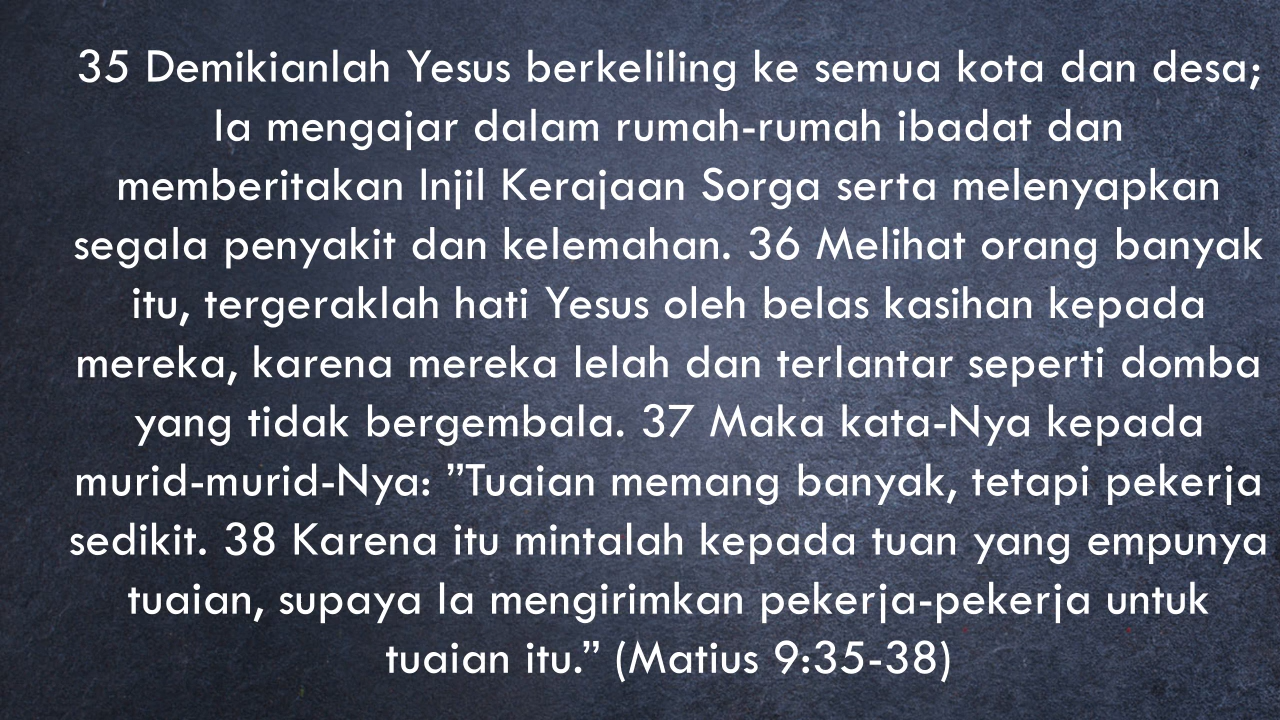 35 Demikianlah Yesus berkeliling ke semua kota dan desa;
Ia mengajar dalam rumah-rumah ibadat dan
memberitakan Injil Kerajaan Sorga serta melenyapkan
segala penyakit dan kelemahan. 36 Melihat orang banyak
itu, tergeraklah hati Yesus oleh belas kasihan kepada
mereka, karena mereka lelah dan terlantar seperti domba
yang tidak bergembala. 37 Maka kata-Nya kepada
murid-murid-Nya: ”Tuaian memang banyak, tetapi pekerja
sedikit. 38 Karena itu mintalah kepada tuan yang empunya
tuaian, supaya Ia mengirimkan pekerja-pekerja untuk
tuaian itu.” (Matius 9:35-38)